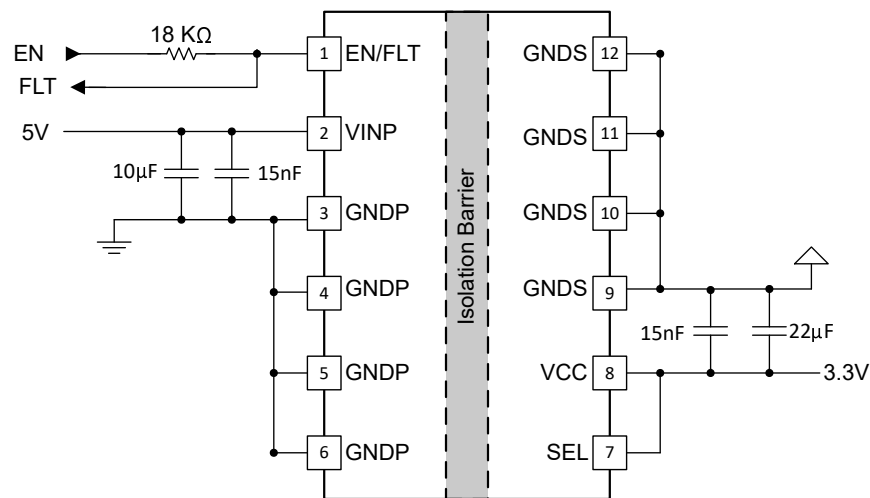 18 KΩ
EN 1 EN/FLT GNDS 12
FLT
5V 2 VINP GNDS 11
10µF 15nF
3 GNDP GNDS 10
Isolation Barrier
4 GNDP GNDS 9
15nF 22µF
5 GNDP VCC 8 3.3V
6 GNDP SEL 7